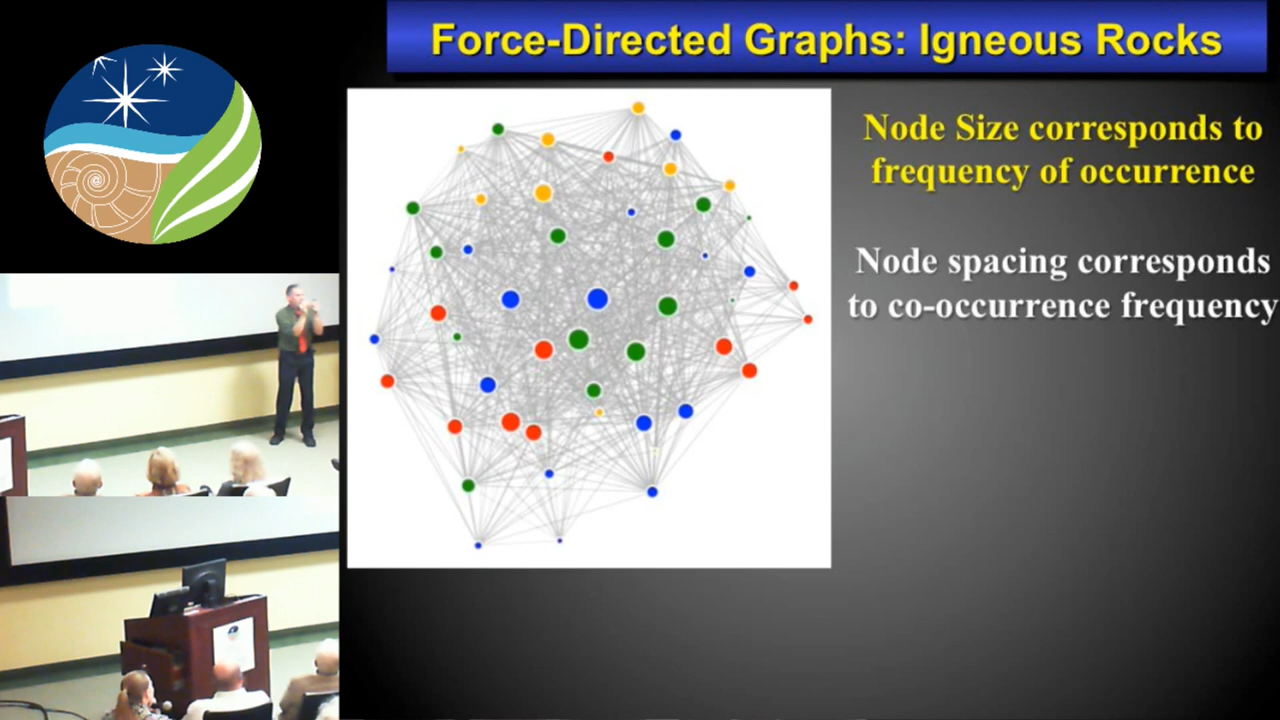 Force-Directed Graphs: Igneous Rocks
Node Size corresponds to
frequency of occurrence
Node spacing corresponds
to co-occurrence frequency